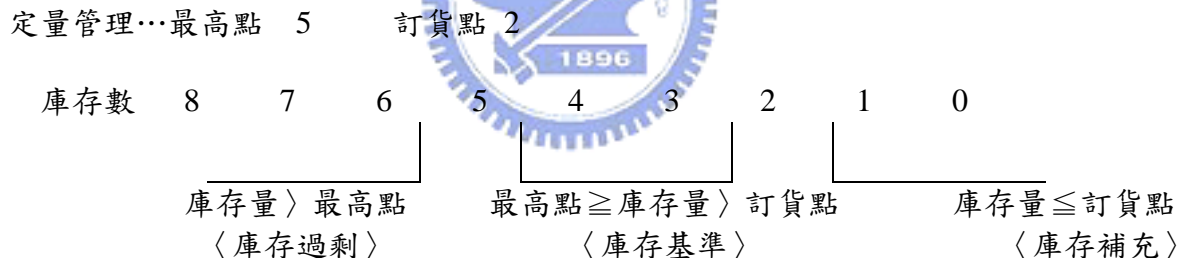 定量管理…最高點 5 訂貨點 2
1896
庫存數 8 7 6 5 4 3 2 1 0
庫存量〉最高點 最高點≧庫存量〉訂貨點 庫存量≦訂貨點
〈庫存過剩〉 〈庫存基準〉 〈庫存補充〉